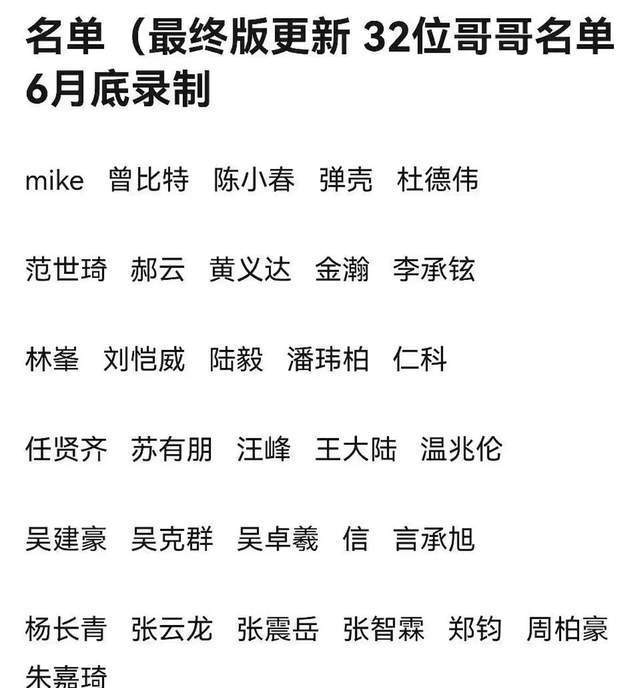 名单（最终版更新 32位哥哥名单
6月底录制
mike 曾比特 陈小春 弹壳 杜德伟
范世琦 郝云 黄义达 金瀚 李承铉
林峯 刘恺威 陆毅 潘玮柏 仁科
任贤齐 苏有朋 汪峰 王大陆 温兆伦
吴建豪 吴克群 吴卓羲 信 言承旭
杨长青 张云龙 张震岳 张智霖 郑钧 周柏豪
朱嘉琦